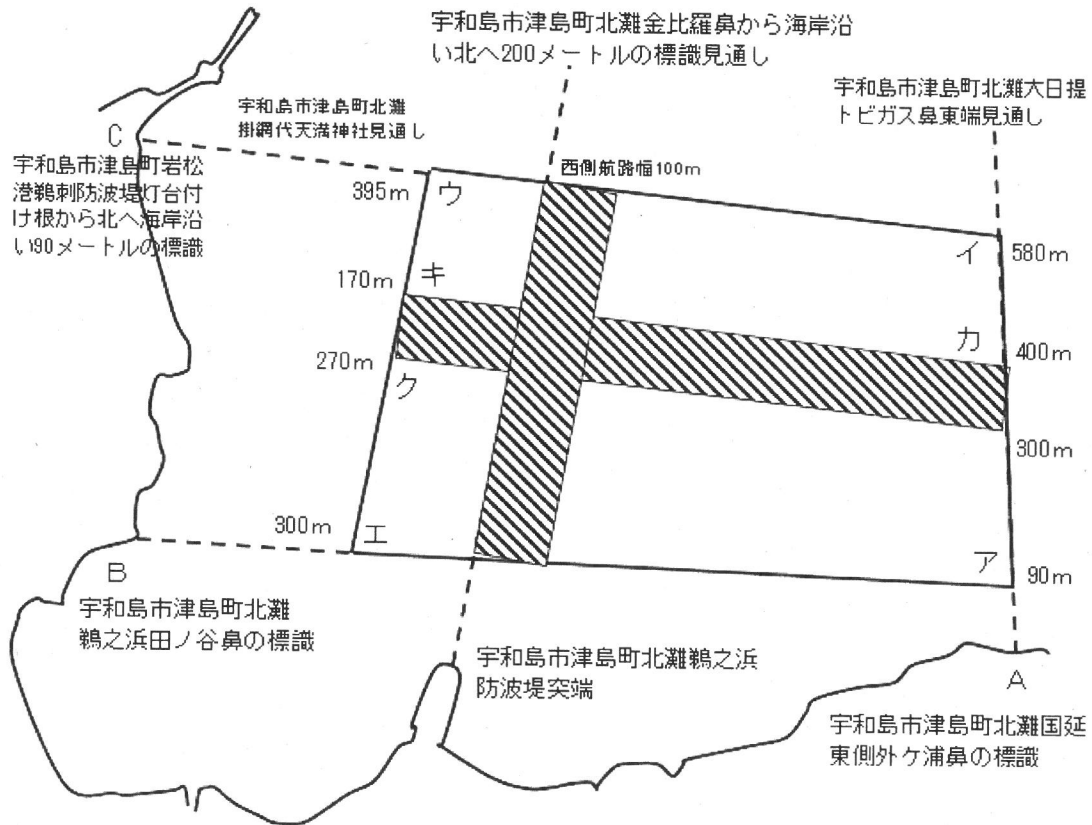 宇和島市津島町北灘金比羅鼻から海岸沿
い北へ200メートルの標識見通し
宇和島市津島町北灘大日提
トビガス鼻東端見通し
宇和島市津島町北灘
掛網代天満神社見通し
C
宇和島市津島町岩松
港鵜刺防波堤灯台付
け根から北へ海岸沿
い90メートルの標識
西側航路幅100m
395m
ウ
イ
580m
170m
キ
カ
400m
270m
ク
300m
300m
エ
ア
90m
B
宇和島市津島町北灘
鵜之浜田ノ谷鼻の標識
宇和島市津島町北灘鵜之浜
防波堤突端
A
宇和島市津島町北灘国延
東側外ケ浦鼻の標識